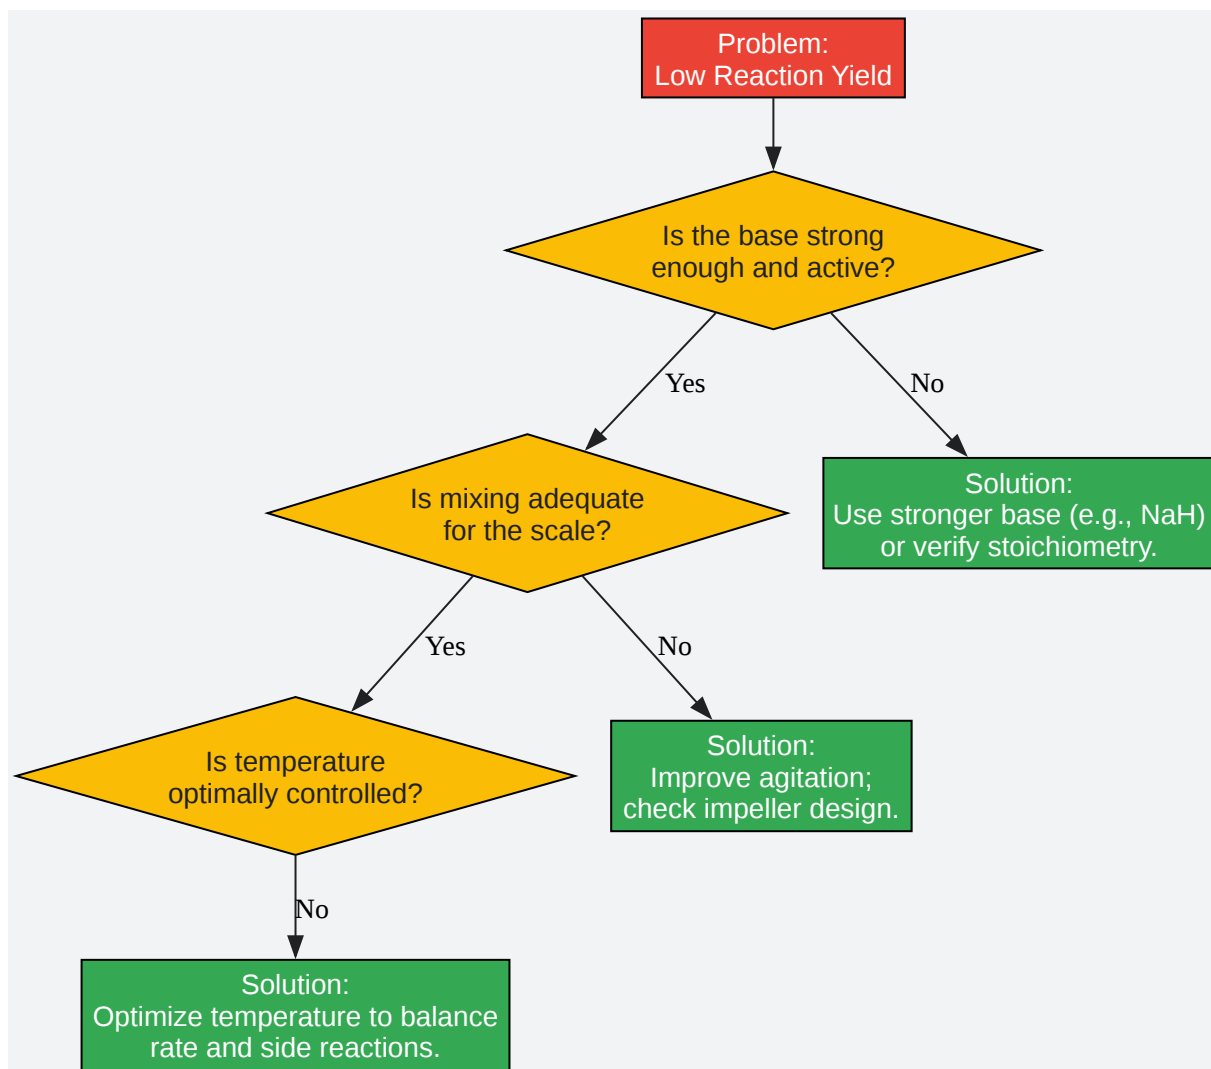 Problem:
Low Reaction Yield
Is the base strong
enough and active?
Yes
No
Is mixing adequate
for the scale?
Solution:
Use stronger base (e.g., NaH)
or verify stoichiometry.
Yes
No
Is temperature
optimally controlled?
Solution:
Improve agitation;
check impeller design.
No
Solution:
Optimize temperature to balance
rate and side reactions.